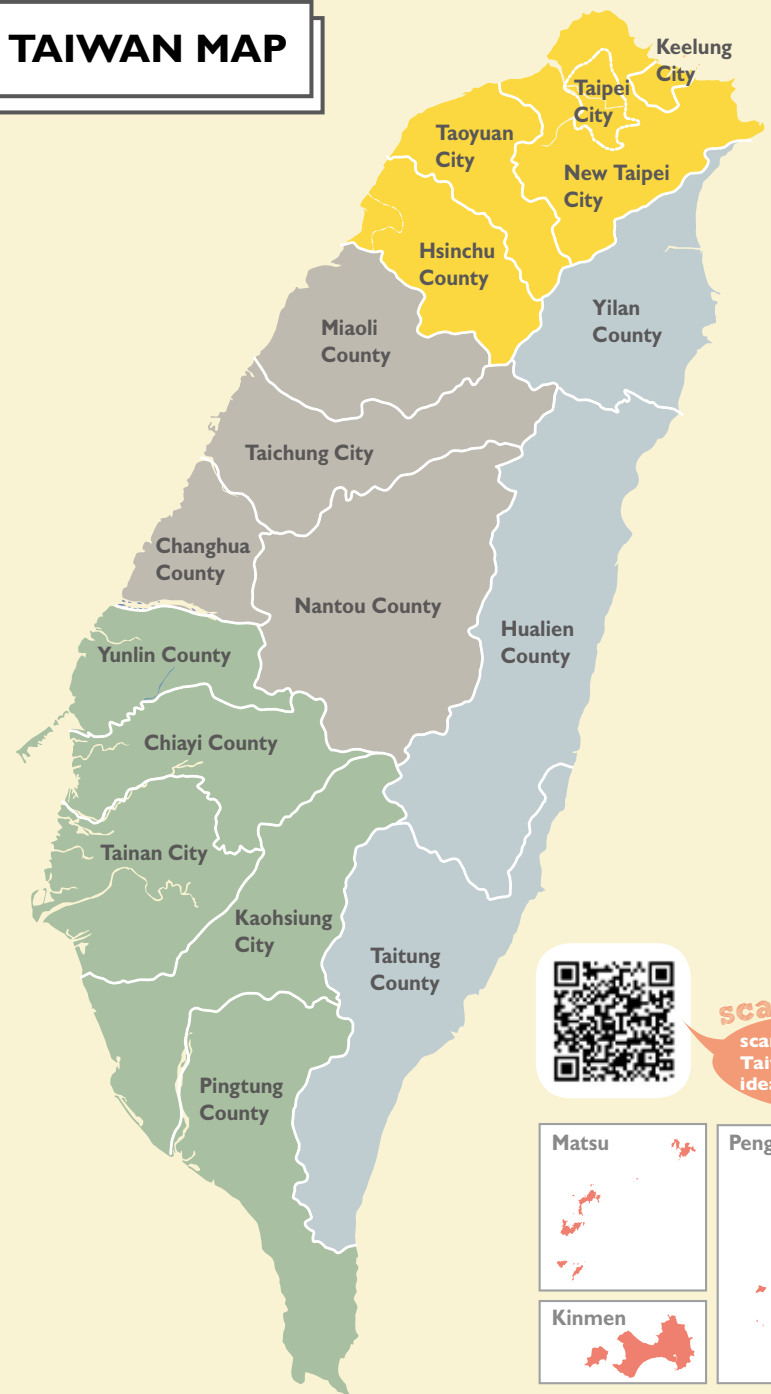 TAIWAN MAP
Keelung
City
Taipei
City
Taoyuan
City
New Taipei
City
Hsinchu
County
Yilan
County
Miaoli
County
Taichung City
Changhua
County
Nantou County
Hualien
County
Yunlin County
Chiayi County
Tainan City
Kaohsiung
City
Taitung
County
Pingtung
County
Matsu
Kinmen